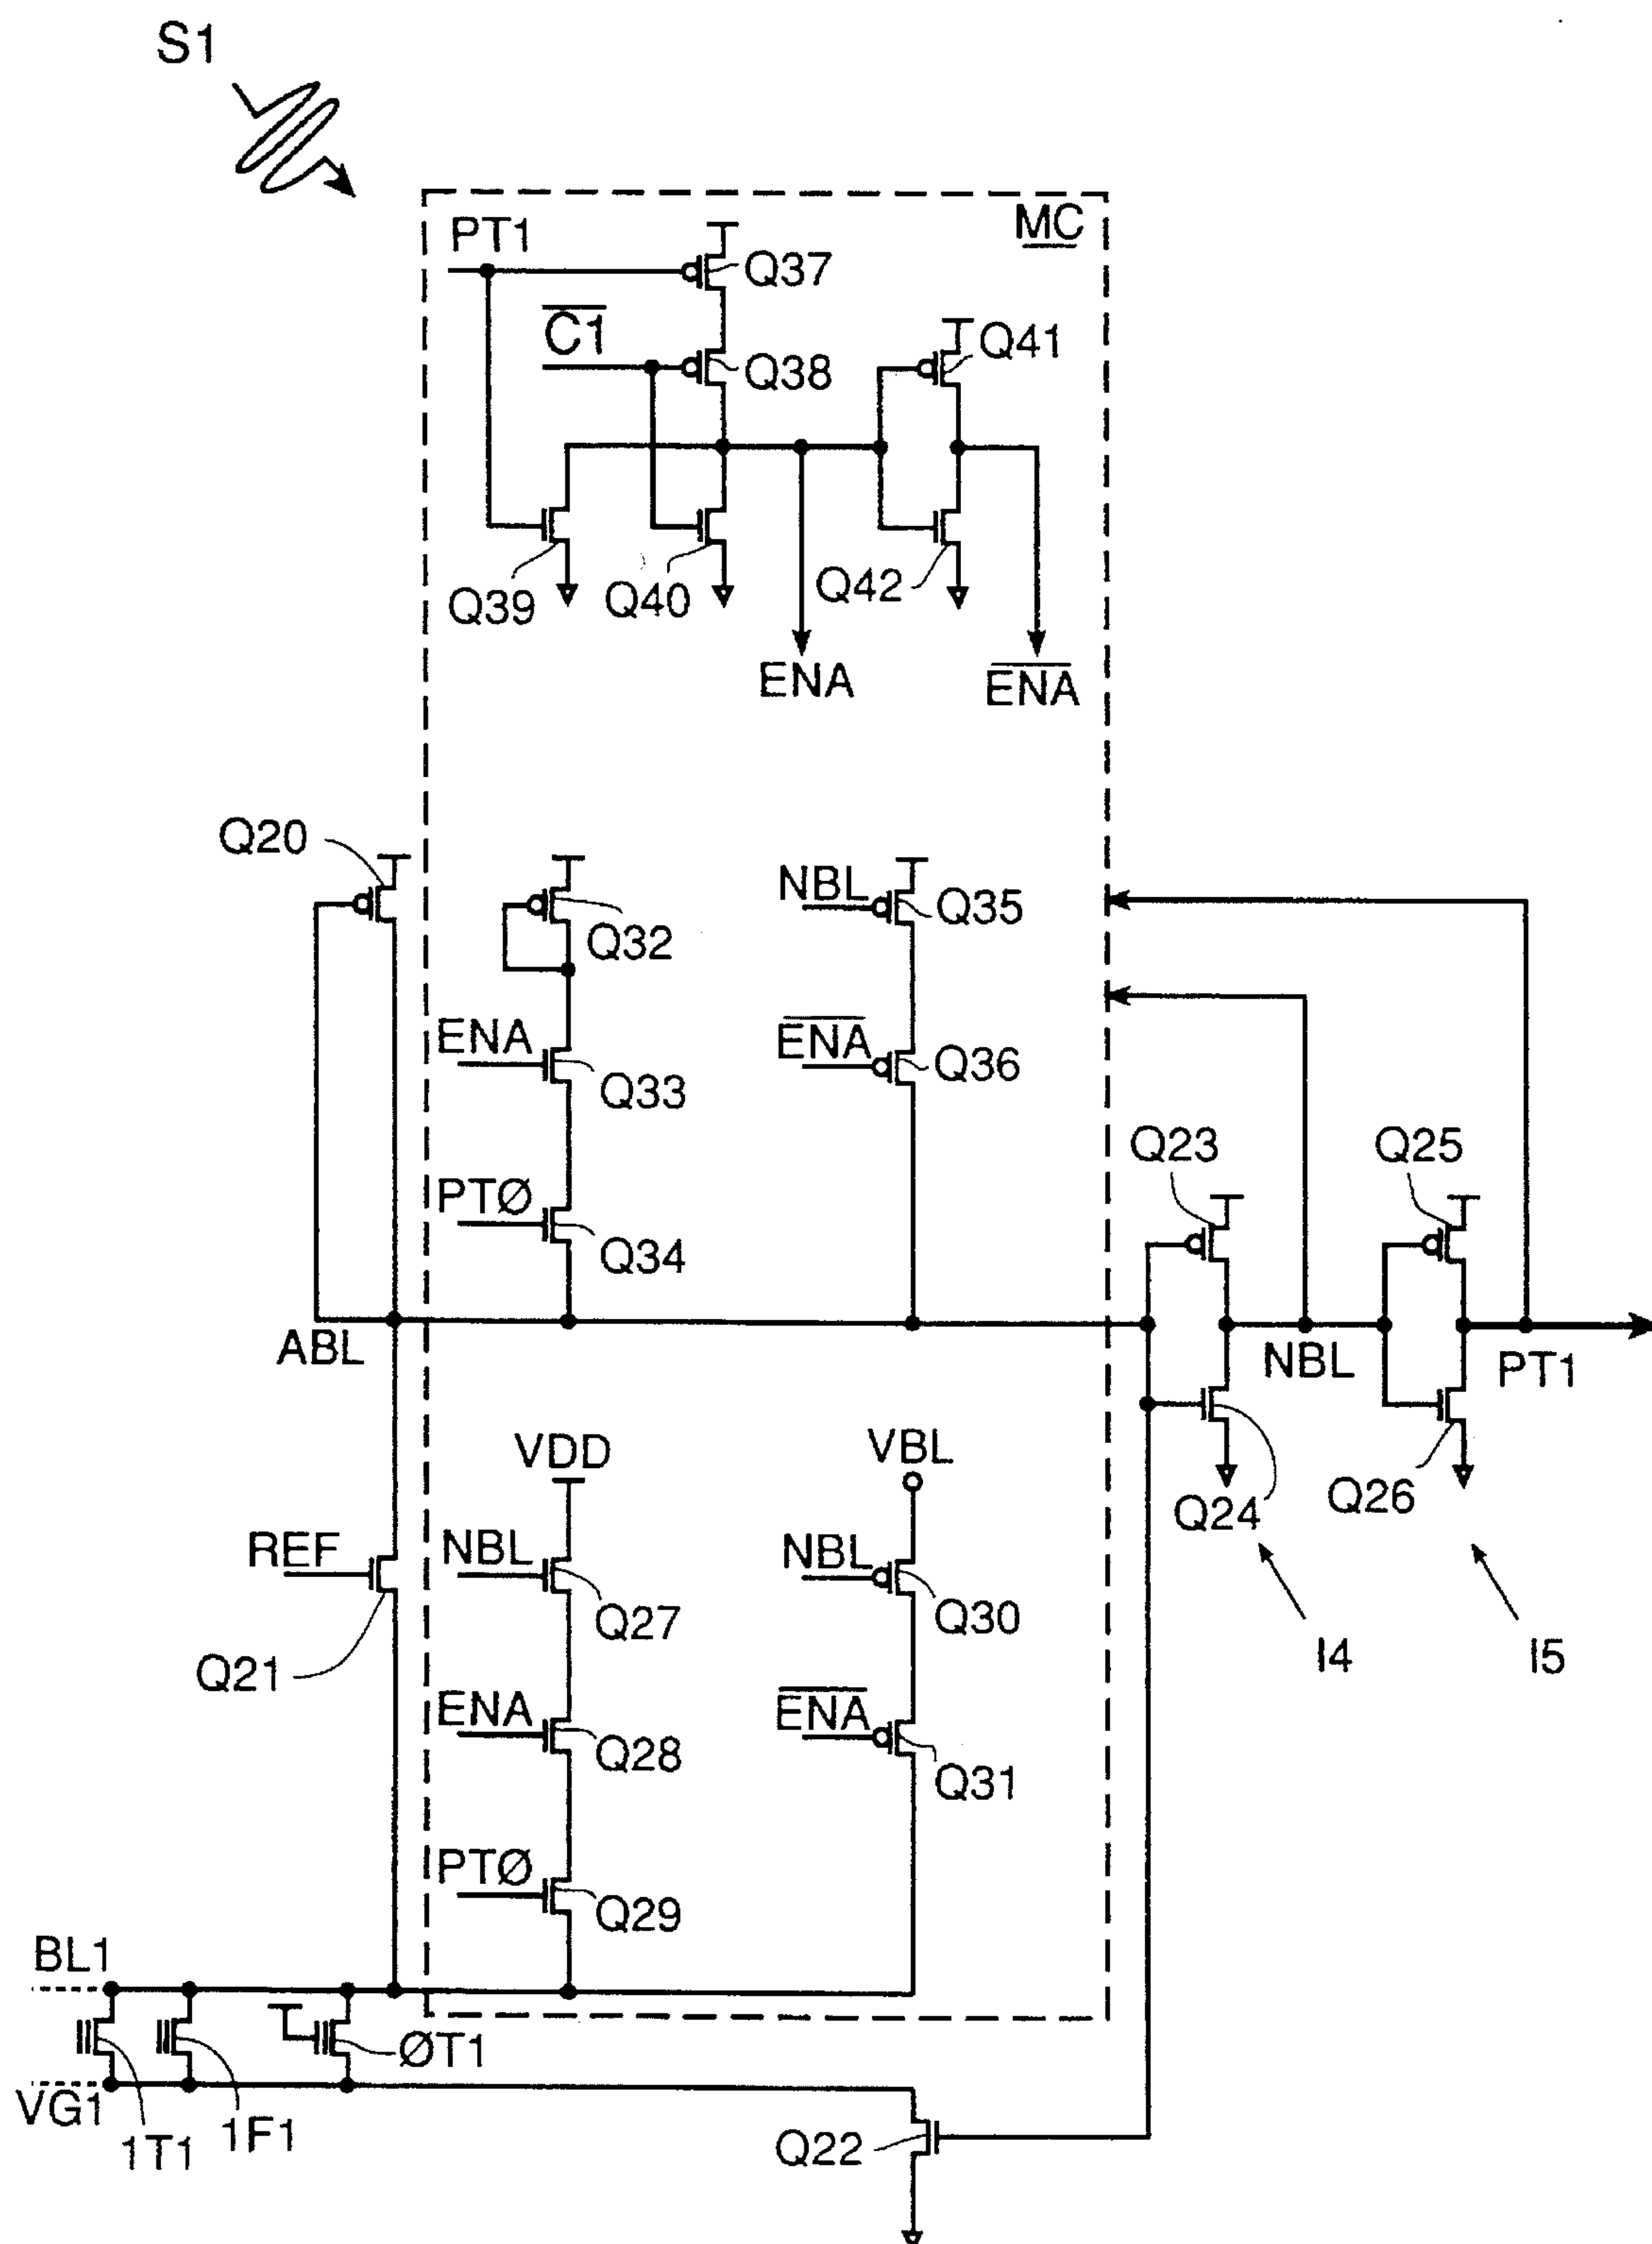 S1
MC
PT1
Q37
C1
Q38
Q41
Q39
Q40
Q42
ENA
ENA
Q20
Q32
NBL
Q35
ENA
Q33
ENA
Q36
PTØ
Q34
Q23
Q25
ABL
NBL
PT1
VDD
VBL
REF
NBL
Q27
NBL
Q30
Q24
Q26
Q21
I4
I5
ENA
Q28
ENA
Q31
PTØ
Q29
BL1
ØT1
VG1
1T1
1F1
Q22